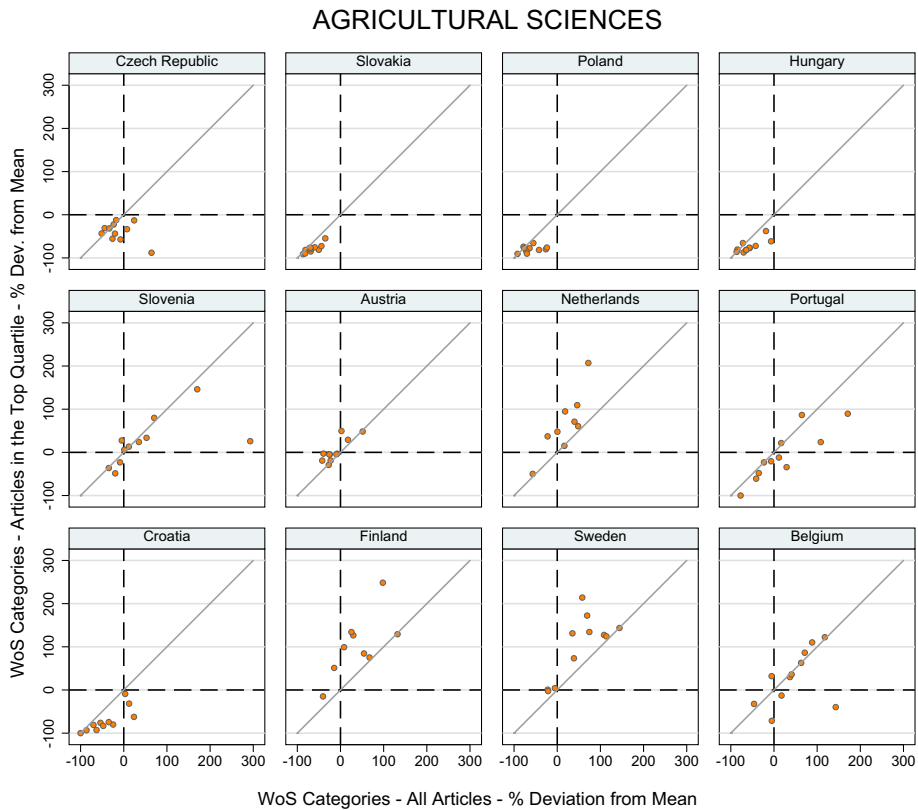 AGRICULTURAL SCIENCES
Czech Republic
Slovakia
Poland
Hungary
-100 0 100 200 300
Slovenia
Austria
Netherlands
Portugal
-100 0 100 200 300
Croatia
Finland
Sweden
Belgium
-100 0 100 200 300
-100 0 100 200 300
-100 0 100 200 300
-100 0 100 200 300
-100 0 100 200 300
WoS Categories - Articles in the Top Quartile - % Dev. from Mean
WoS Categories - All Articles - % Deviation from Mean